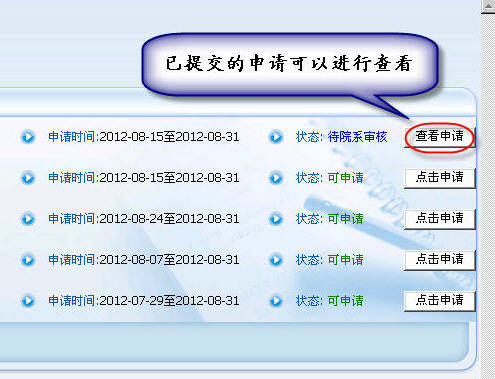 已提交的申请可以进行查看
申请时间:2012-08-15至2012-08-31 状态: 待院系审核 查看申请
申请时间:2012-08-15至2012-08-31 状态: 可申请 点击申请
申请时间:2012-08-24至2012-08-31 状态: 可申请 点击申请
申请时间:2012-08-07至2012-08-31 状态: 可申请 点击申请
申请时间:2012-07-29至2012-08-31 状态: 可申请 点击申请